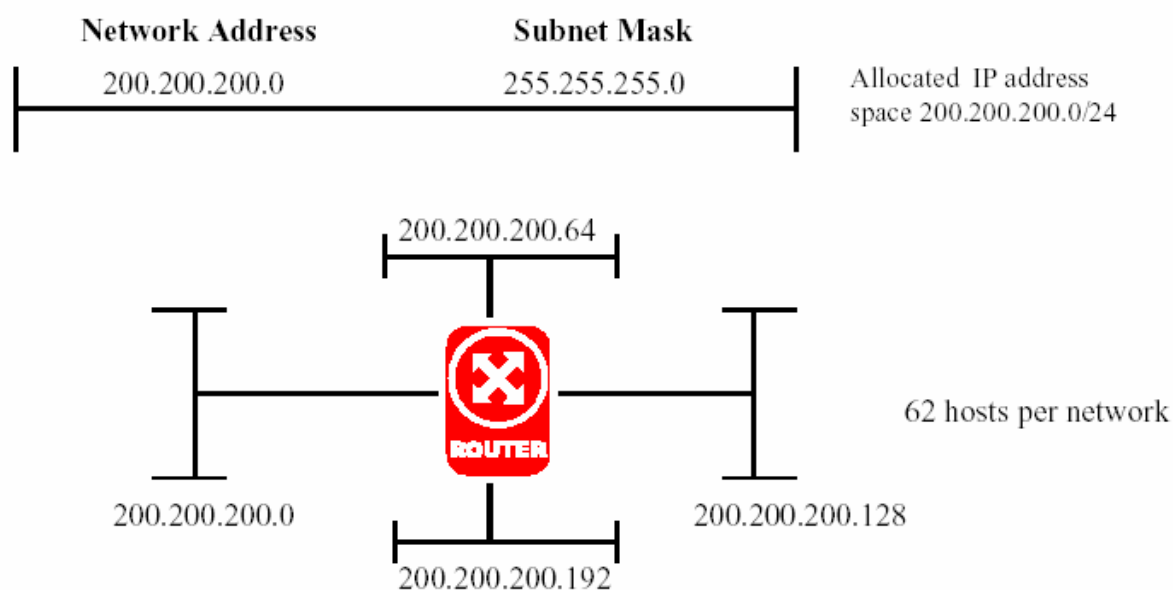 Network Address Subnet Mask
200.200.200.0 255.255.255.0
Allocated IP address
space 200.200.200.0/24
200.200.200.64
ROUTER
62 hosts per network
200.200.200.0
200.200.200.128
200.200.200.192